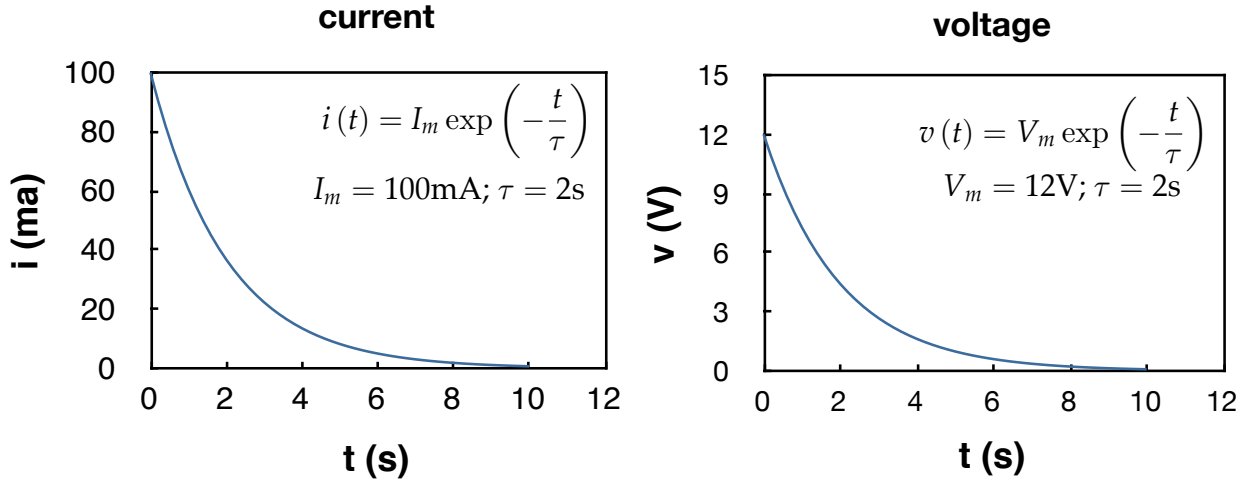 current
100
80
60
40
20
0
0 2 4 6 8 10 12
i (ma)
t (s)
i (t) = I_m exp (−t/τ)
I_m = 100mA; τ = 2s
voltage
15
12
9
6
3
0
0 2 4 6 8 10 12
v (V)
t (s)
v (t) = V_m exp (−t/τ)
V_m = 12V; τ = 2s